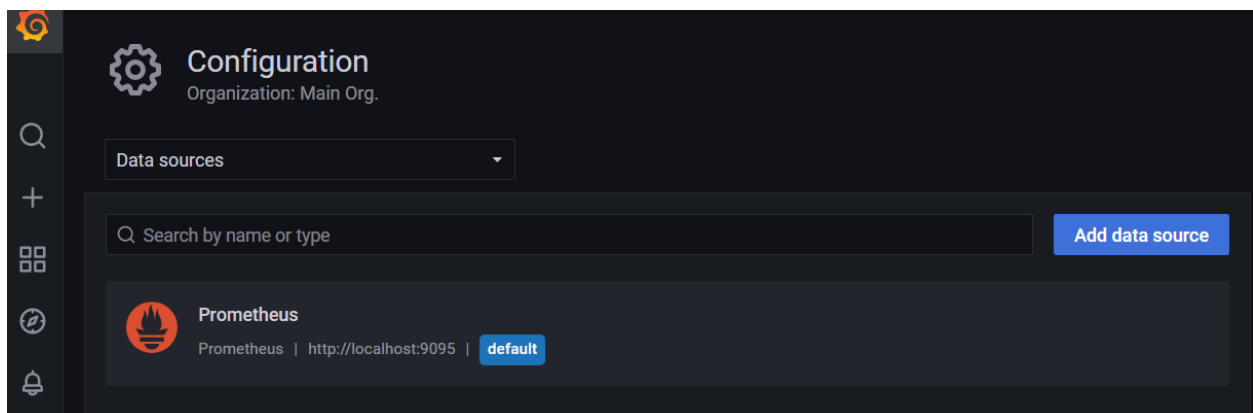 Configuration
Organization: Main Org.
Data sources
Search by name or type
Add data source
Prometheus
Prometheus | http://localhost:9095 | default